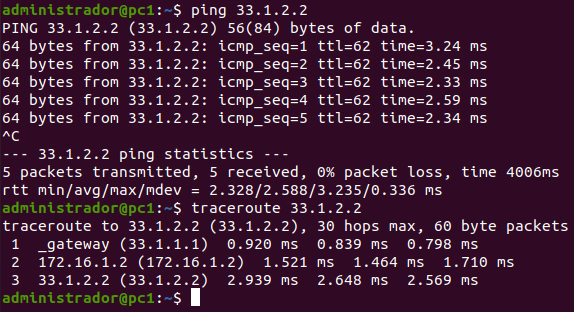 administrador@pc1:~$ ping 33.1.2.2
PING 33.1.2.2 (33.1.2.2) 56(84) bytes of data.
64 bytes from 33.1.2.2: icmp_seq=1 ttl=62 time=3.24 ms
64 bytes from 33.1.2.2: icmp_seq=2 ttl=62 time=2.45 ms
64 bytes from 33.1.2.2: icmp_seq=3 ttl=62 time=2.33 ms
64 bytes from 33.1.2.2: icmp_seq=4 ttl=62 time=2.59 ms
64 bytes from 33.1.2.2: icmp_seq=5 ttl=62 time=2.34 ms
^C
--- 33.1.2.2 ping statistics ---
5 packets transmitted, 5 received, 0% packet loss, time 4006ms
rtt min/avg/max/mdev = 2.328/2.588/3.235/0.336 ms
administrador@pc1:~$ traceroute 33.1.2.2
traceroute to 33.1.2.2 (33.1.2.2), 30 hops max, 60 byte packets
 1  _gateway (33.1.1.1)  0.920 ms  0.839 ms  0.798 ms
 2  172.16.1.2 (172.16.1.2)  1.521 ms  1.464 ms  1.710 ms
 3  33.1.2.2 (33.1.2.2)  2.939 ms  2.648 ms  2.569 ms
administrador@pc1:~$